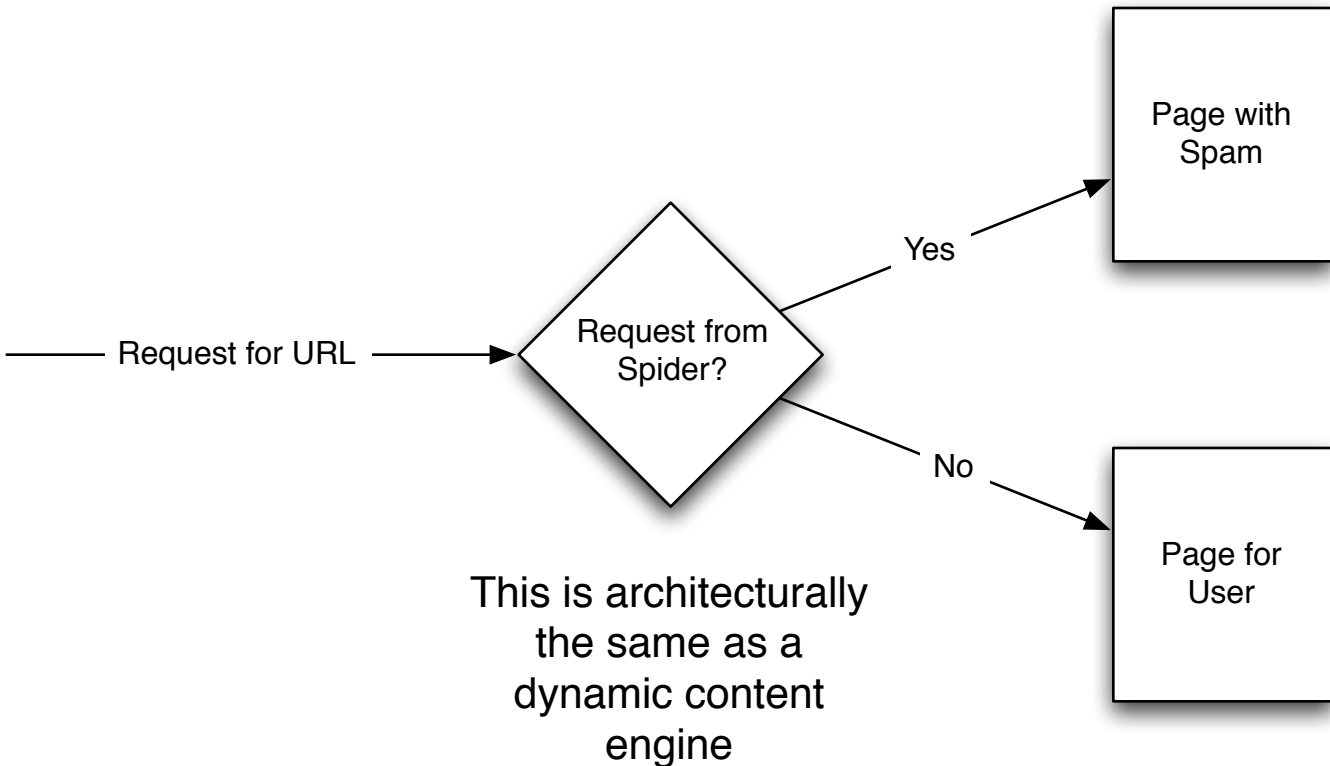 Request for URL
Request from
Spider?
Yes
No
Page with
Spam
Page for
User
This is architecturally
the same as a
dynamic content
engine